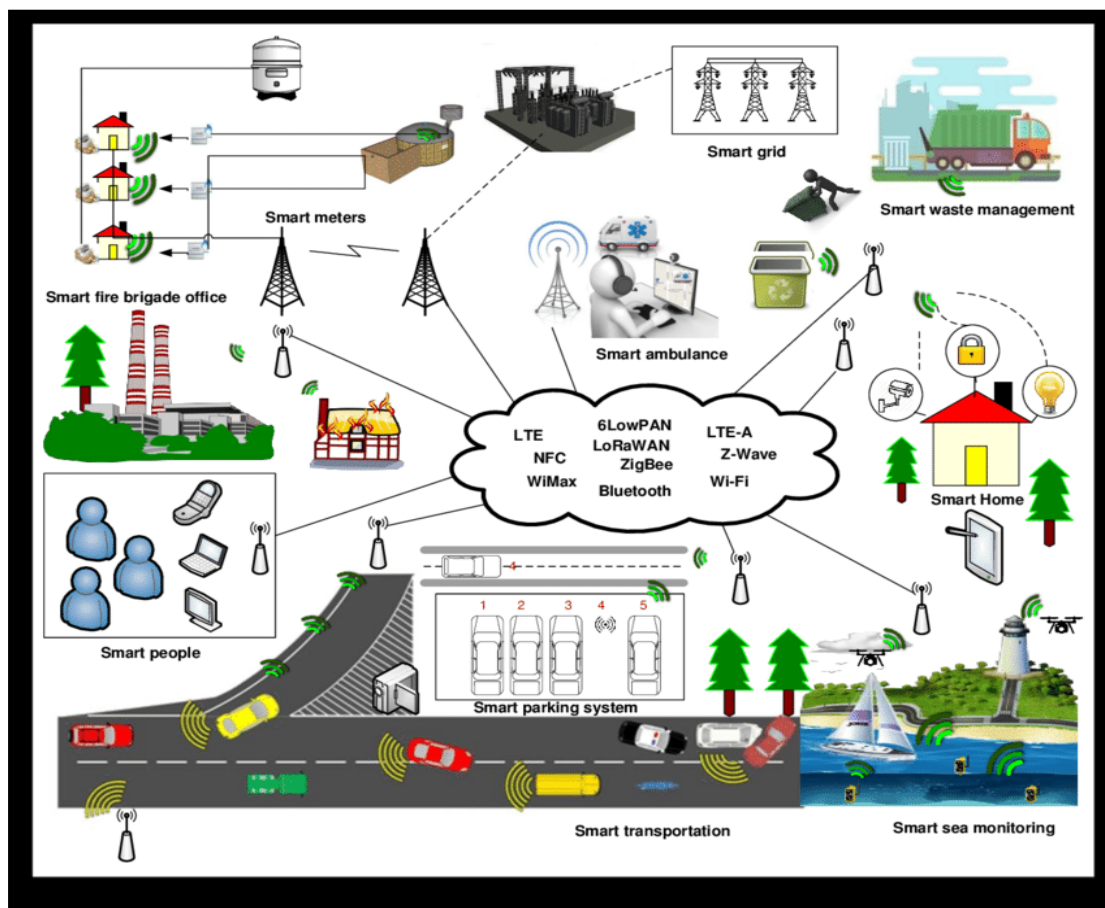 Smart grid
Smart waste management
Smart meters
Smart fire brigade office
Smart ambulance
LTE
6LowPAN
LTE-A
NFC
LoRaWAN
Z-Wave
ZigBee
WiMax
Bluetooth
Wi-Fi
Smart Home
4
1 2 3 4 5
Smart people
Smart parking system
Smart transportation
Smart sea monitoring